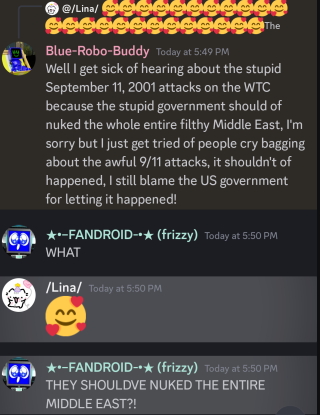 @/Lina/ 🥰🥰🥰🥰🥰🥰🥰🥰🥰🥰
🥰🥰🥰🥰🥰🥰🥰🥰🥰🥰🥰🥰The
Blue-Robo-Buddy Today at 5:49 PM
Well I get sick of hearing about the stupid
September 11, 2001 attacks on the WTC
because the stupid government should of
nuked the whole entire filthy Middle East, I'm
sorry but I just get tried of people cry bagging
about the awful 9/11 attacks, it shouldn't of
happened, I still blame the US government
for letting it happened!
★•–FANDROID-•★ (frizzy) Today at 5:50 PM
WHAT
/Lina/ Today at 5:50 PM
🥰
★•–FANDROID-•★ (frizzy) Today at 5:50 PM
THEY SHOULDVE NUKED THE ENTIRE
MIDDLE EAST?!